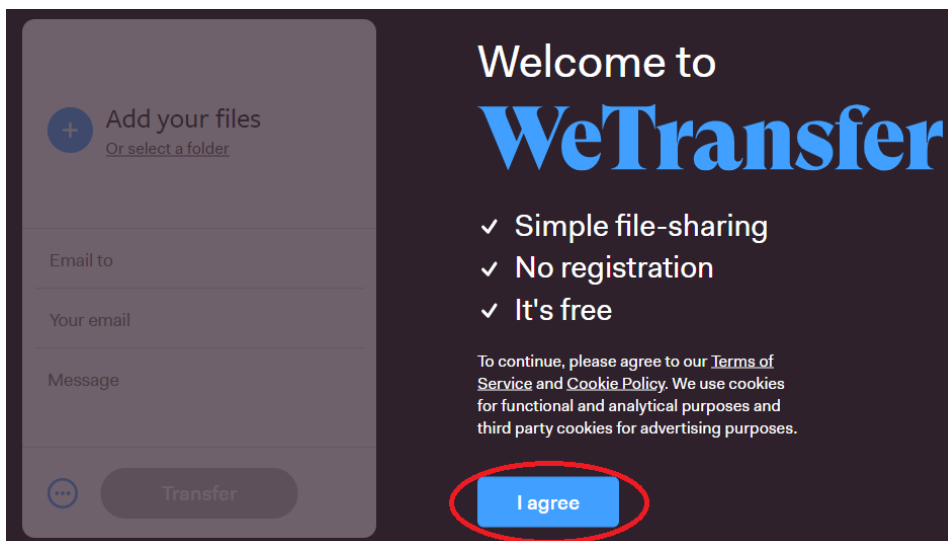 Add your files
Or select a folder
Email to
Your email
Message
Transfer
Welcome to
WeTransfer
Simple file-sharing
No registration
It's free
To continue, please agree to our Terms of
Service and Cookie Policy. We use cookies
for functional and analytical purposes and
third party cookies for advertising purposes.
I agree